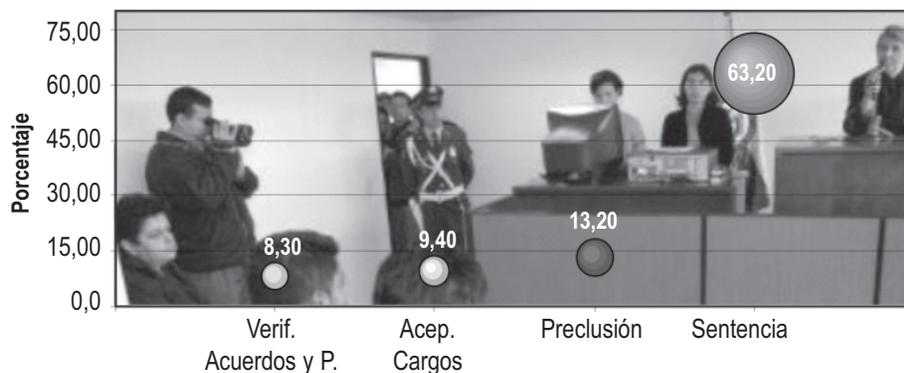 Porcentaje
75,00
60,00
45,00
30,00
15,00
0,0
63,20
13,20
9,40
8,30
Verif.
Acuerdos y P.
Acep.
Cargos
Preclusión
Sentencia